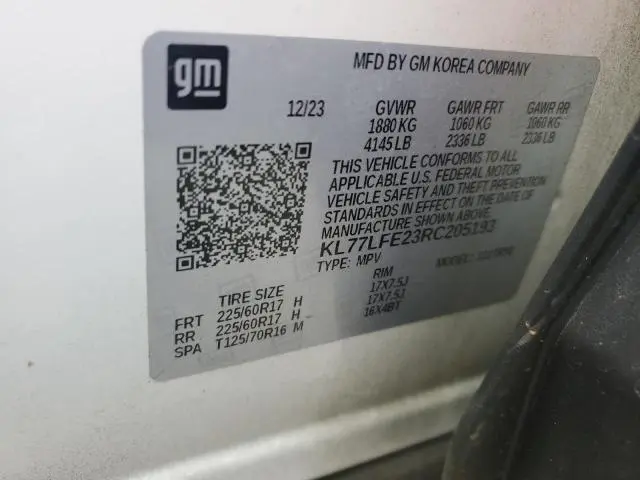 gm
MFD BY GM KOREA COMPANY
12/23 GVWR GAWR FRT GAWR RR
1880 KG 1060 KG 1060 KG
4145 LB 2336 LB 2336 LB
THIS VEHICLE CONFORMS TO ALL
APPLICABLE U.S. FEDERAL MOTOR
VEHICLE SAFETY AND THEFT PREVENTION
STANDARDS IN EFFECT ON THE DATE OF
MANUFACTURE SHOWN ABOVE.
KL77LFE23RC205193
TYPE: MPV MODEL:
TIRE SIZE RIM
FRT 225/60R17 H 17X7.5J
RR 225/60R17 H 17X7.5J
SPA T125/70R16 M 16X4BT